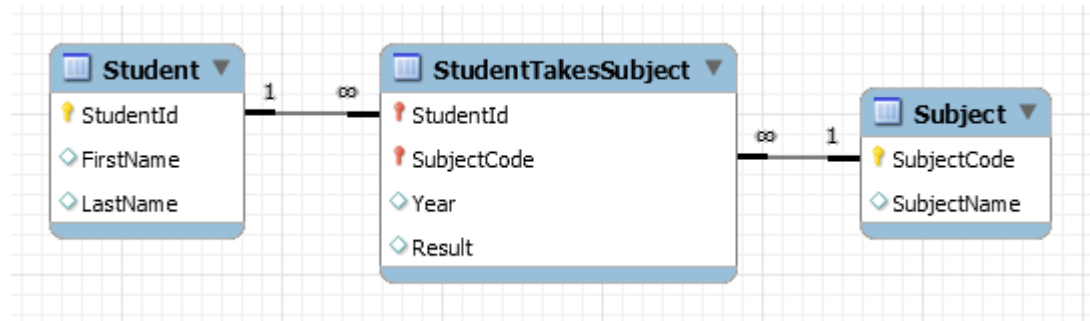 Student
StudentId
FirstName
LastName
1
∞
StudentTakesSubject
StudentId
SubjectCode
Year
Result
∞
1
Subject
SubjectCode
SubjectName